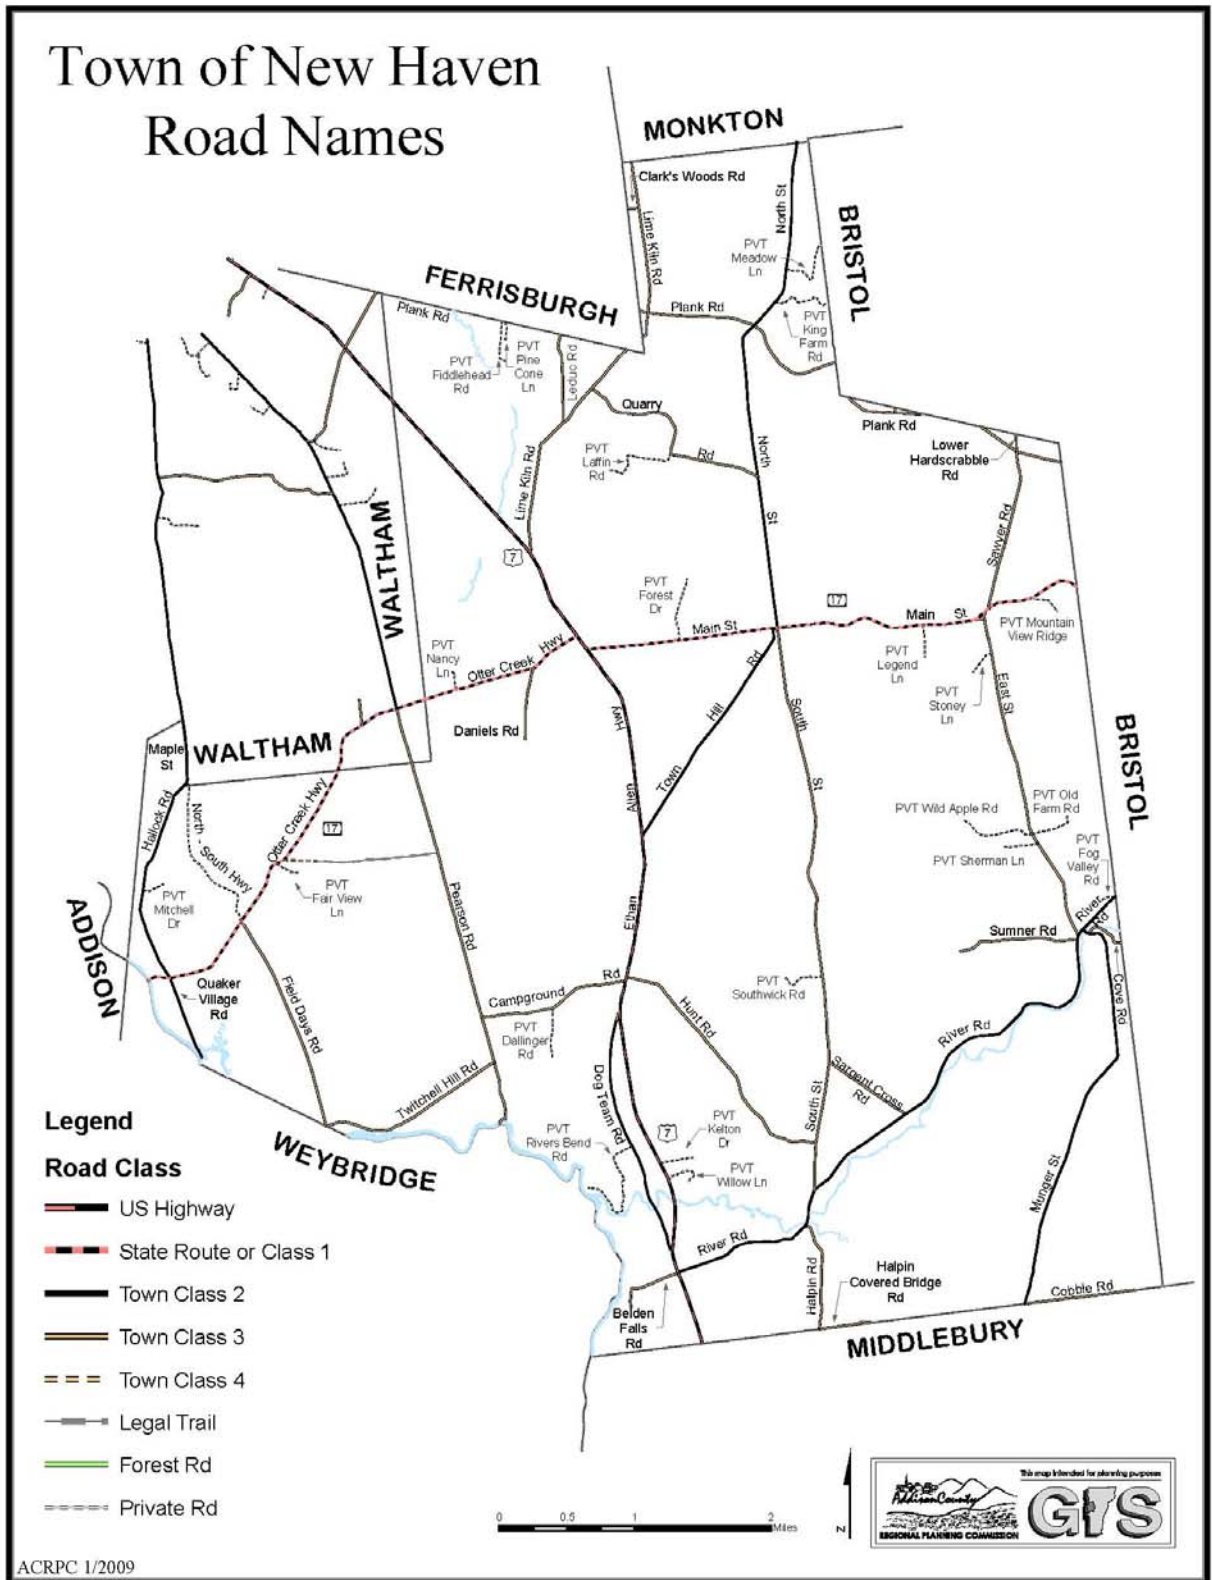 Town of New Haven
Road Names
MONKTON
Clark's Woods Rd
Lime Kiln Rd
North St
BRISTOL
PVT
Meadow
Ln
FERRISBURGH
Plank Rd
Plank Rd
PVT
King
Farm
Rd
PVT
Fiddlehead
Rd
PVT
Pine
Cone
Ln
Leduc Rd
Quarry
Rd
Plank Rd
Lower
Hardscrabble
Rd
PVT
Laffin
Rd
Lime Kiln Rd
North
St
Sawyer Rd
WALTHAM
7
PVT
Forest
Dr
17
Main St
Main St
PVT Mountain
View Ridge
PVT
Nancy
Ln
Otter Creek Hwy
PVT
Legend
Ln
PVT
Stoney
Ln
East St
Daniels Rd
Hwy
Town Hill Rd
South
St
BRISTOL
Maple
St
WALTHAM
Hallock Rd
North - South Hwy
Otter Creek Hwy
17
Allen
PVT Wild Apple Rd
PVT Old
Farm Rd
PVT Sherman Ln
PVT
Fog
Valley
Rd
ADDISON
PVT
Mitchell
Dr
PVT
Fair View
Ln
Pearson Rd
Ethan
River
Rd
Sumner Rd
Quaker
Village
Rd
Field Days Rd
Campground Rd
PVT
Dallinger
Rd
Hunt Rd
PVT
Southwick Rd
River Rd
Cove Rd
Twitchell Hill Rd
Dog Team Rd
Sargent Cross
Rd
South St
WEYBRIDGE
PVT
Rivers Bend
Rd
7
PVT
Kelton
Dr
PVT
Willow Ln
Munger St
River Rd
Halpin Rd
Halpin
Covered Bridge
Rd
Cobble Rd
Belden
Falls
Rd
MIDDLEBURY
Legend
Road Class
US Highway
State Route or Class 1
Town Class 2
Town Class 3
Town Class 4
Legal Trail
Forest Rd
Private Rd
0 0.5 1 2
Miles
N
This map intended for planning purposes
Addison County
REGIONAL PLANNING COMMISSION
GIS
ACRPC 1/2009